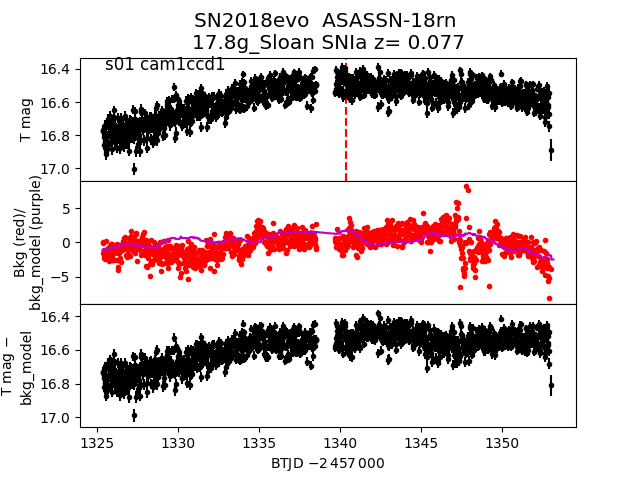 SN2018evo  ASASSN-18rn
17.8g_Sloan SNIa z= 0.077
s01 cam1ccd1
T mag
16.4
16.6
16.8
17.0
Bkg (red)/
bkg_model (purple)
5
0
−5
T mag −
bkg_model
16.4
16.6
16.8
17.0
1325
1330
1335
1340
1345
1350
BTJD −2 457 000